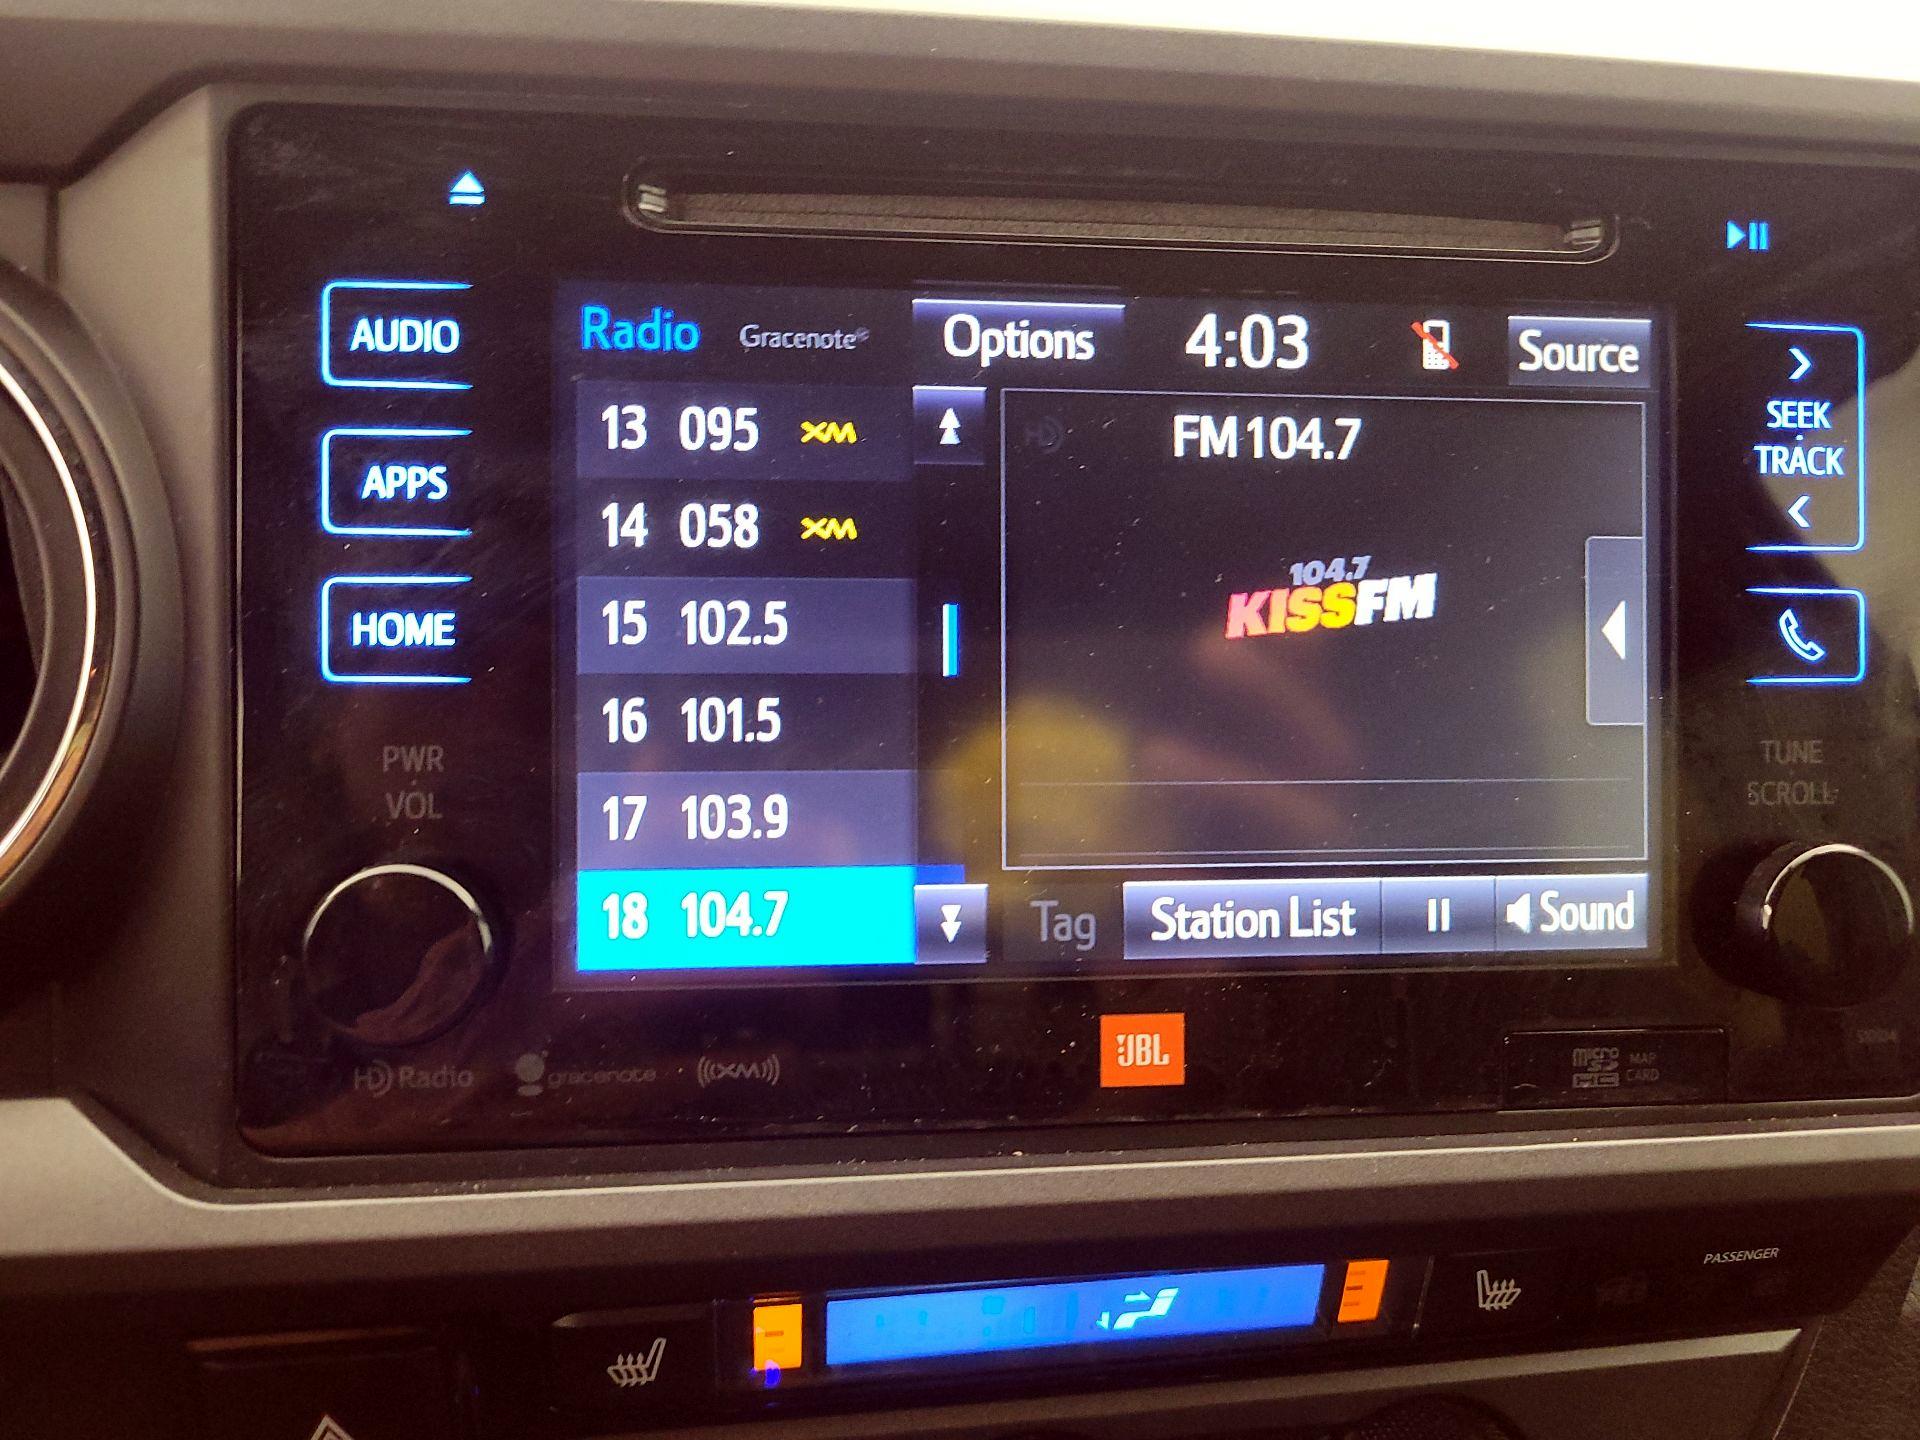 AUDIO
APPS
HOME
PWR
VOL
Radio Gracenote® Options 4:03 Source
13 095 XM
14 058 XM
15 102.5
16 101.5
17 103.9
18 104.7
HD FM 104.7
104.7
KISSFM
Tag Station List Sound
SEEK
TRACK
TUNE
SCROLL
HD Radio gracenote ((XM)) JBL
micro
SD
HC
MAP
CARD
PASSENGER